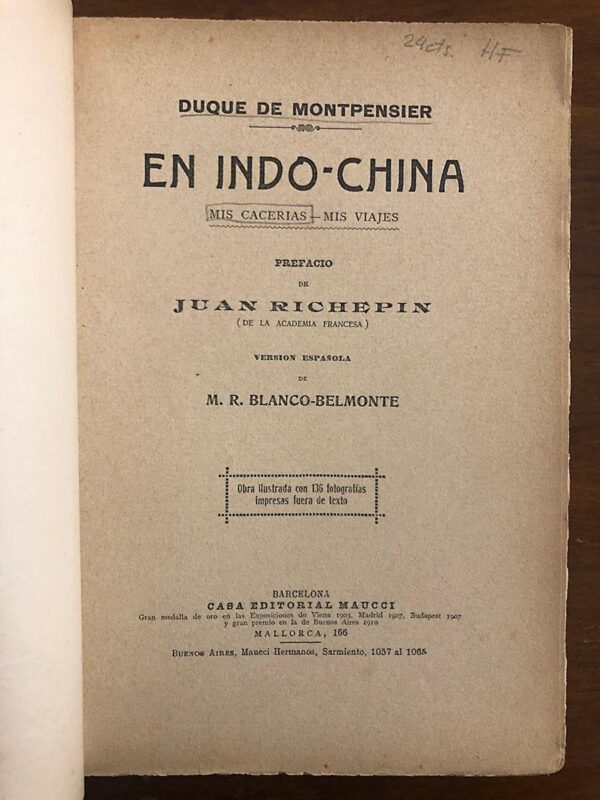 24cts. HF
DUQUE DE MONTPENSIER
EN INDO-CHINA
MIS CACERIAS—MIS VIAJES
PREFACIO
DE
JUAN RICHEPIN
(DE LA ACADEMIA FRANCESA)
VERSION ESPAÑOLA
DE
M. R. BLANCO-BELMONTE
Obra ilustrada con 136 fotografías
impresas fuera de texto
BARCELONA
CASA EDITORIAL MAUCCI
Gran medalla de oro en las Exposiciones de Viena 1903, Madrid 1907, Budapest 1907
y gran premio en la de Buenos Aires 1910
MALLORCA, 166
BUENOS AIRES, Maucci Hermanos, Sarmiento, 1057 al 1065